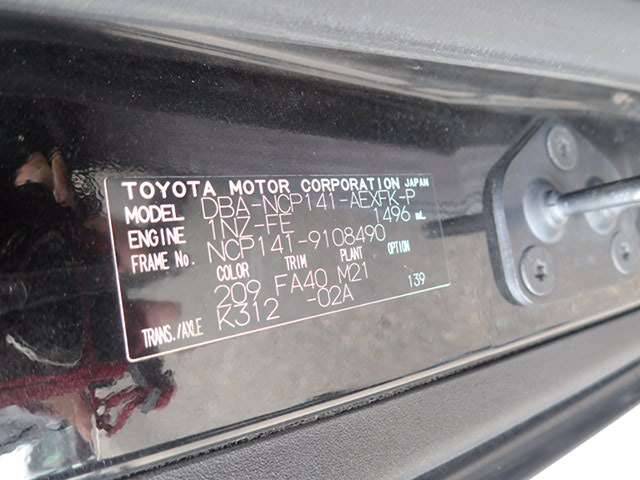 TOYOTA MOTOR CORPORATION JAPAN
MODEL DBA-NCP141-AEXFK-P
ENGINE 1NZ-FE 1496 mL
FRAME No. NCP141-9108490
COLOR TRIM PLANT OPTION
209 FA40 M21
TRANS./AXLE K312 -02A 139